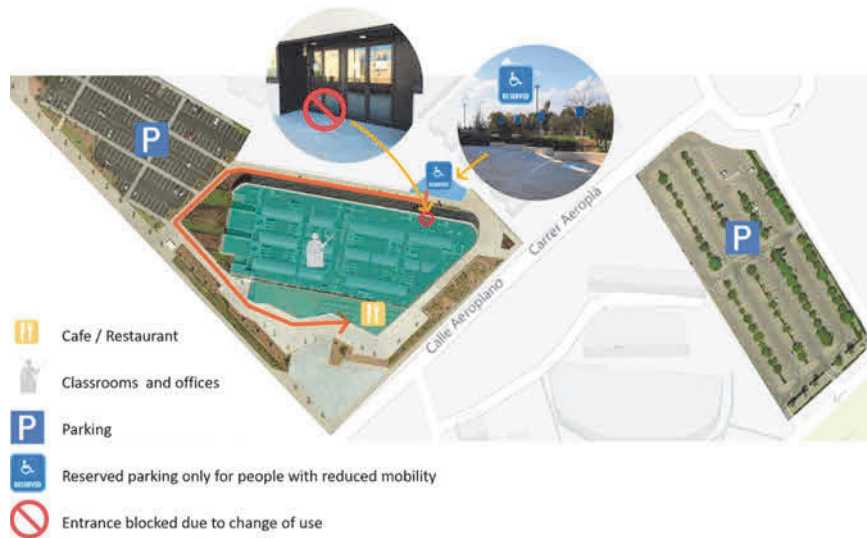 RESERVED
RESERVED
P
P
Carrer Aeroplà
Calle Aeroplano
Cafe / Restaurant
Classrooms and offices
P
Parking
RESERVED
Reserved parking only for people with reduced mobility
Entrance blocked due to change of use